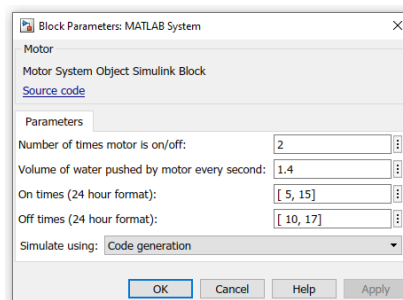 Block Parameters: MATLAB System
Motor
Motor System Object Simulink Block
Source code
Parameters
Number of times motor is on/off: 2
Volume of water pushed by motor every second: 1.4
On times (24 hour format): [ 5, 15]
Off times (24 hour format): [ 10, 17]
Simulate using: Code generation
OK Cancel Help Apply